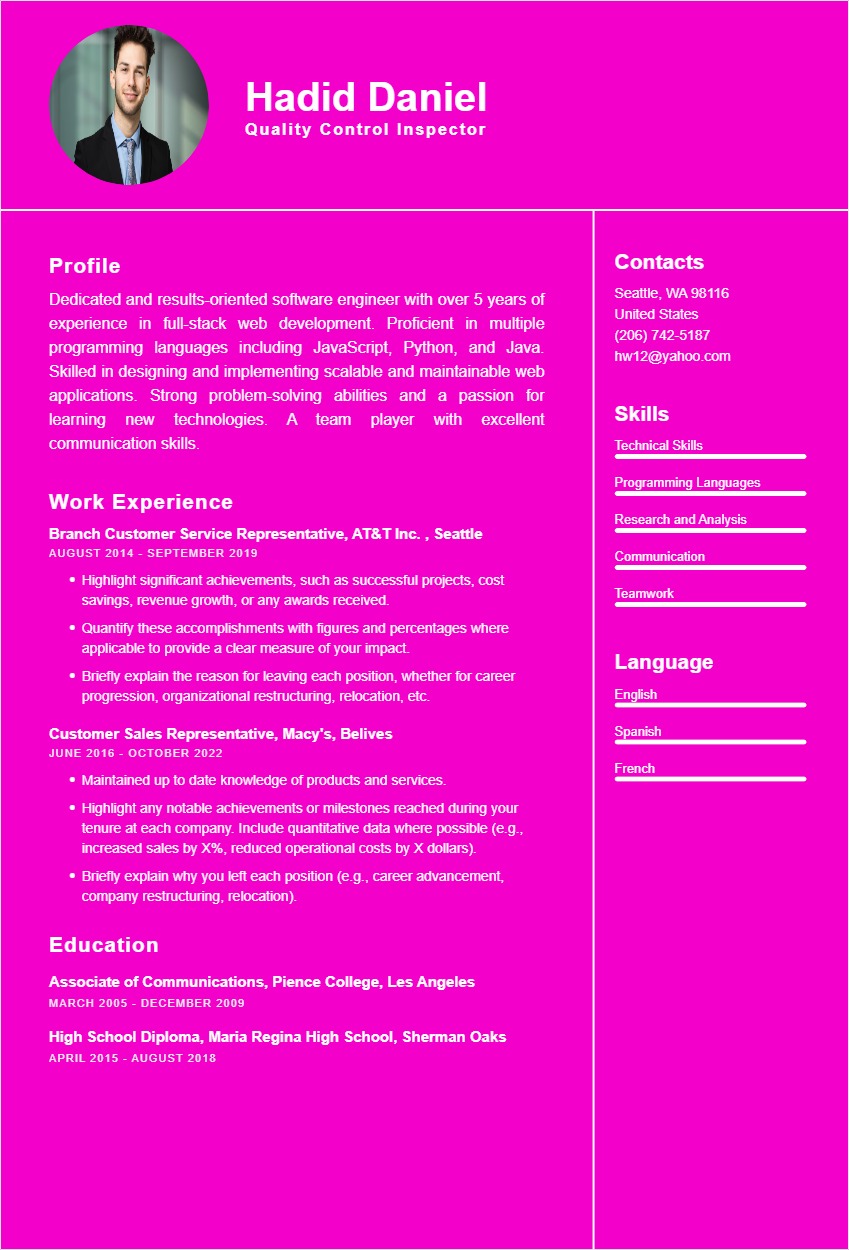 Hadid Daniel
Quality Control Inspector
Profile
Dedicated and results-oriented software engineer with over 5 years of
experience in full-stack web development. Proficient in multiple
programming languages including JavaScript, Python, and Java.
Skilled in designing and implementing scalable and maintainable web
applications. Strong problem-solving abilities and a passion for
learning new technologies. A team player with excellent
communication skills.
Work Experience
Branch Customer Service Representative, AT&T Inc. , Seattle
AUGUST 2014 - SEPTEMBER 2019
• Highlight significant achievements, such as successful projects, cost
savings, revenue growth, or any awards received.
• Quantify these accomplishments with figures and percentages where
applicable to provide a clear measure of your impact.
• Briefly explain the reason for leaving each position, whether for career
progression, organizational restructuring, relocation, etc.
Customer Sales Representative, Macy's, Belives
JUNE 2016 - OCTOBER 2022
• Maintained up to date knowledge of products and services.
• Highlight any notable achievements or milestones reached during your
tenure at each company. Include quantitative data where possible (e.g.,
increased sales by X%, reduced operational costs by X dollars).
• Briefly explain why you left each position (e.g., career advancement,
company restructuring, relocation).
Education
Associate of Communications, Pience College, Les Angeles
MARCH 2005 - DECEMBER 2009
High School Diploma, Maria Regina High School, Sherman Oaks
APRIL 2015 - AUGUST 2018
Contacts
Seattle, WA 98116
United States
(206) 742-5187
hw12@yahoo.com
Skills
Technical Skills
Programming Languages
Research and Analysis
Communication
Teamwork
Language
English
Spanish
French